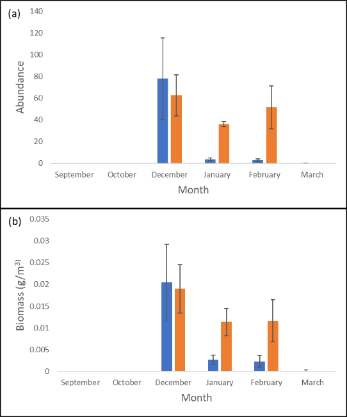 (a)
140
120
100
80
60
40
20
0
Abundance
September October December January February March
Month
(b)
0.035
0.03
0.025
0.02
0.015
0.01
0.005
0
Biomass (g/m³)
September October December January February March
Month